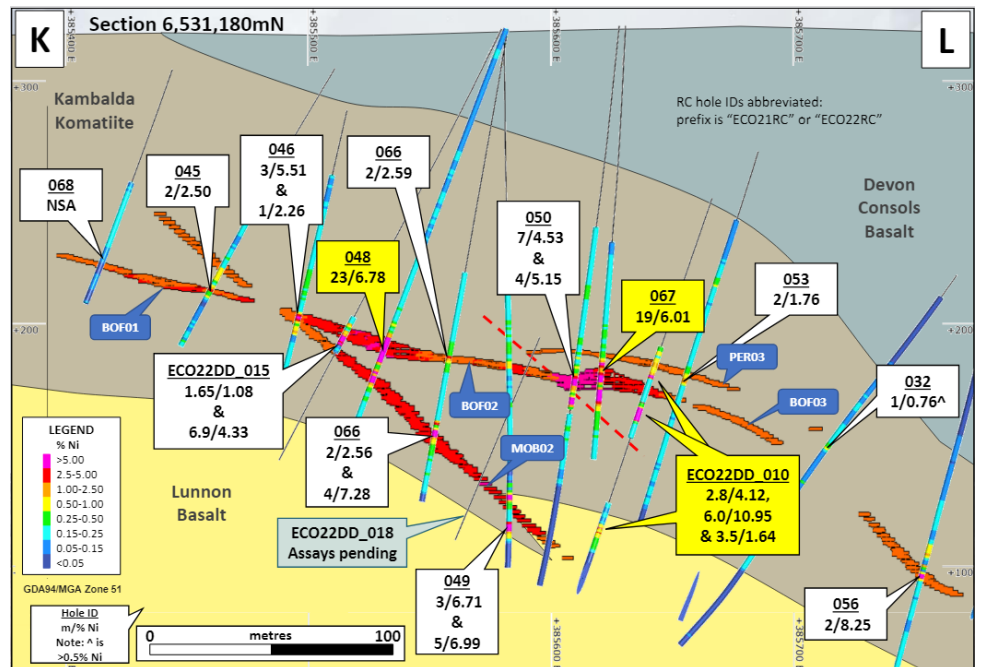 K
Section 6,531,180mN
L
385400 E
385500 E
385600 E
385700 E
+300
+300
Kambalda
Komatiite
RC hole IDs abbreviated:
prefix is "ECO21RC" or "ECO22RC"
Devon
Consols
Basalt
068
NSA
045
2/2.50
046
3/5.51
&
1/2.26
066
2/2.59
048
23/6.78
050
7/4.53
&
4/5.15
067
19/6.01
053
2/1.76
+200
+200
BOF01
BOF02
PER03
BOF03
MOB02
ECO22DD_015
1.65/1.08
&
6.9/4.33
032
1/0.76^
066
2/2.56
&
4/7.28
ECO22DD_010
2.8/4.12,
6.0/10.95
& 3.5/1.64
LEGEND
% Ni
>5.00
2.5-5.00
1.00-2.50
0.50-1.00
0.25-0.50
0.15-0.25
0.05-0.15
<0.05
Lunnon
Basalt
ECO22DD_018
Assays pending
049
3/6.71
&
5/6.99
056
2/8.25
+100
GDA94/MGA Zone 51
Hole ID
m/% Ni
Note: ^ is
>0.5% Ni
0 metres 100
385600 E
385700 E